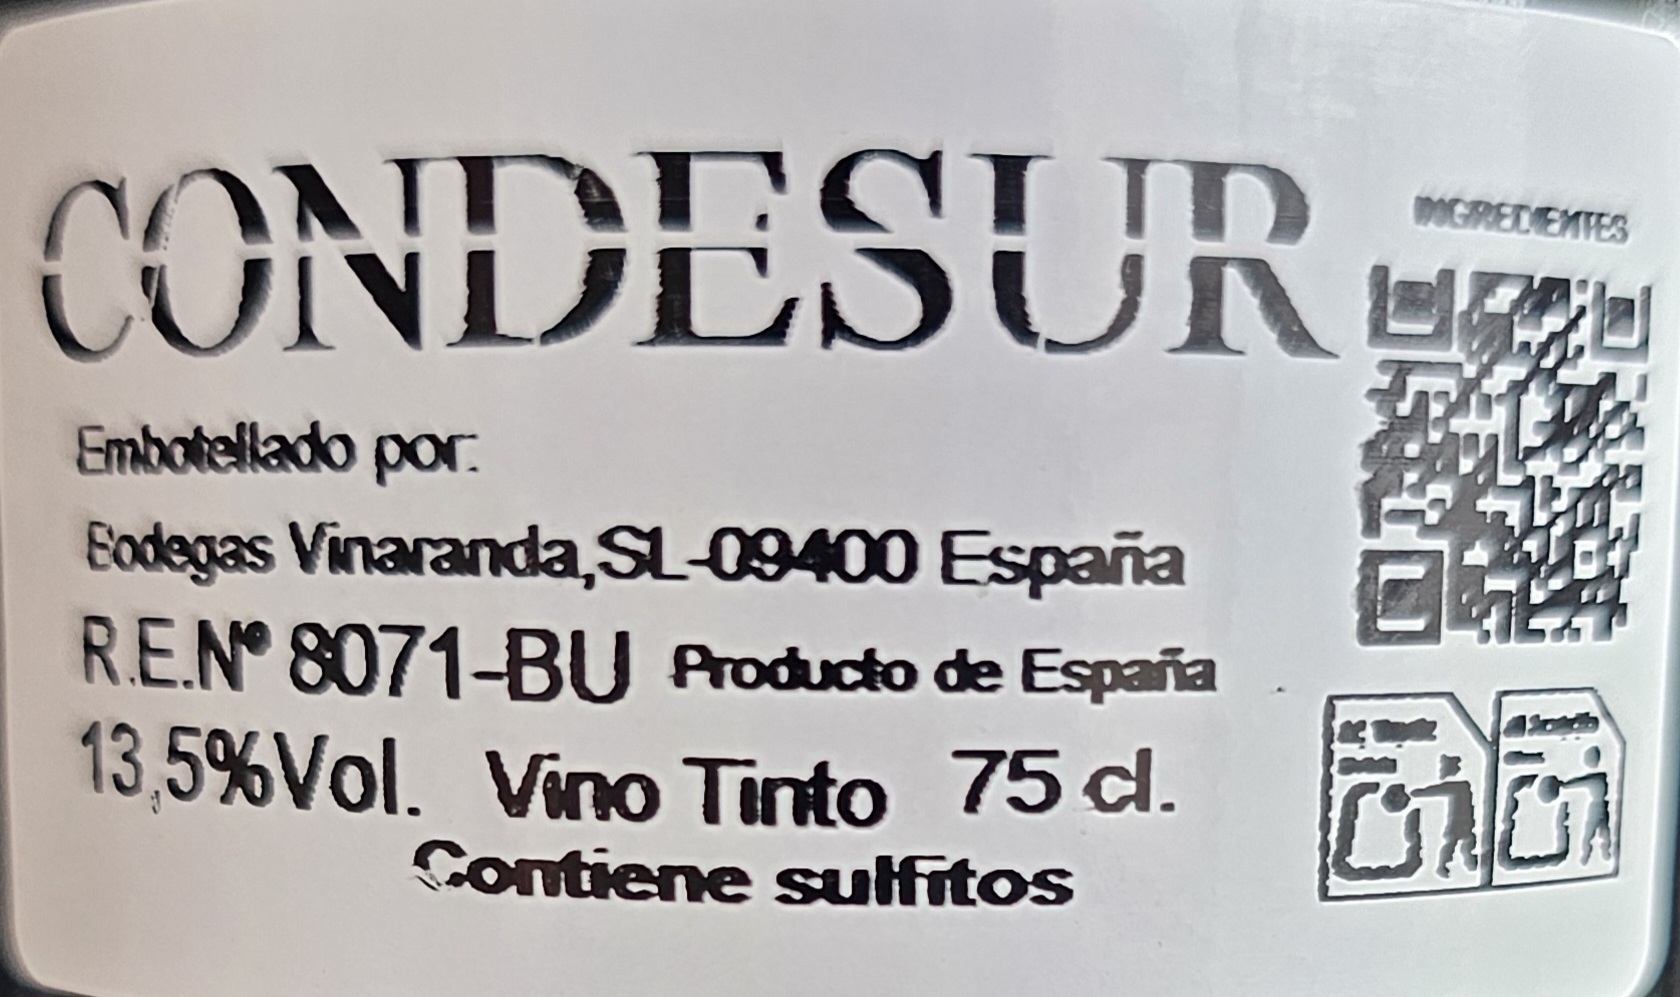 CONDESUR
INGREDIENTES
Embotellado por:
Bodegas Vinaranda,SL-09400 España
R.E.Nº 8071-BU Producto de España
13,5%Vol. Vino Tinto 75 cl.
Contiene sulfitos